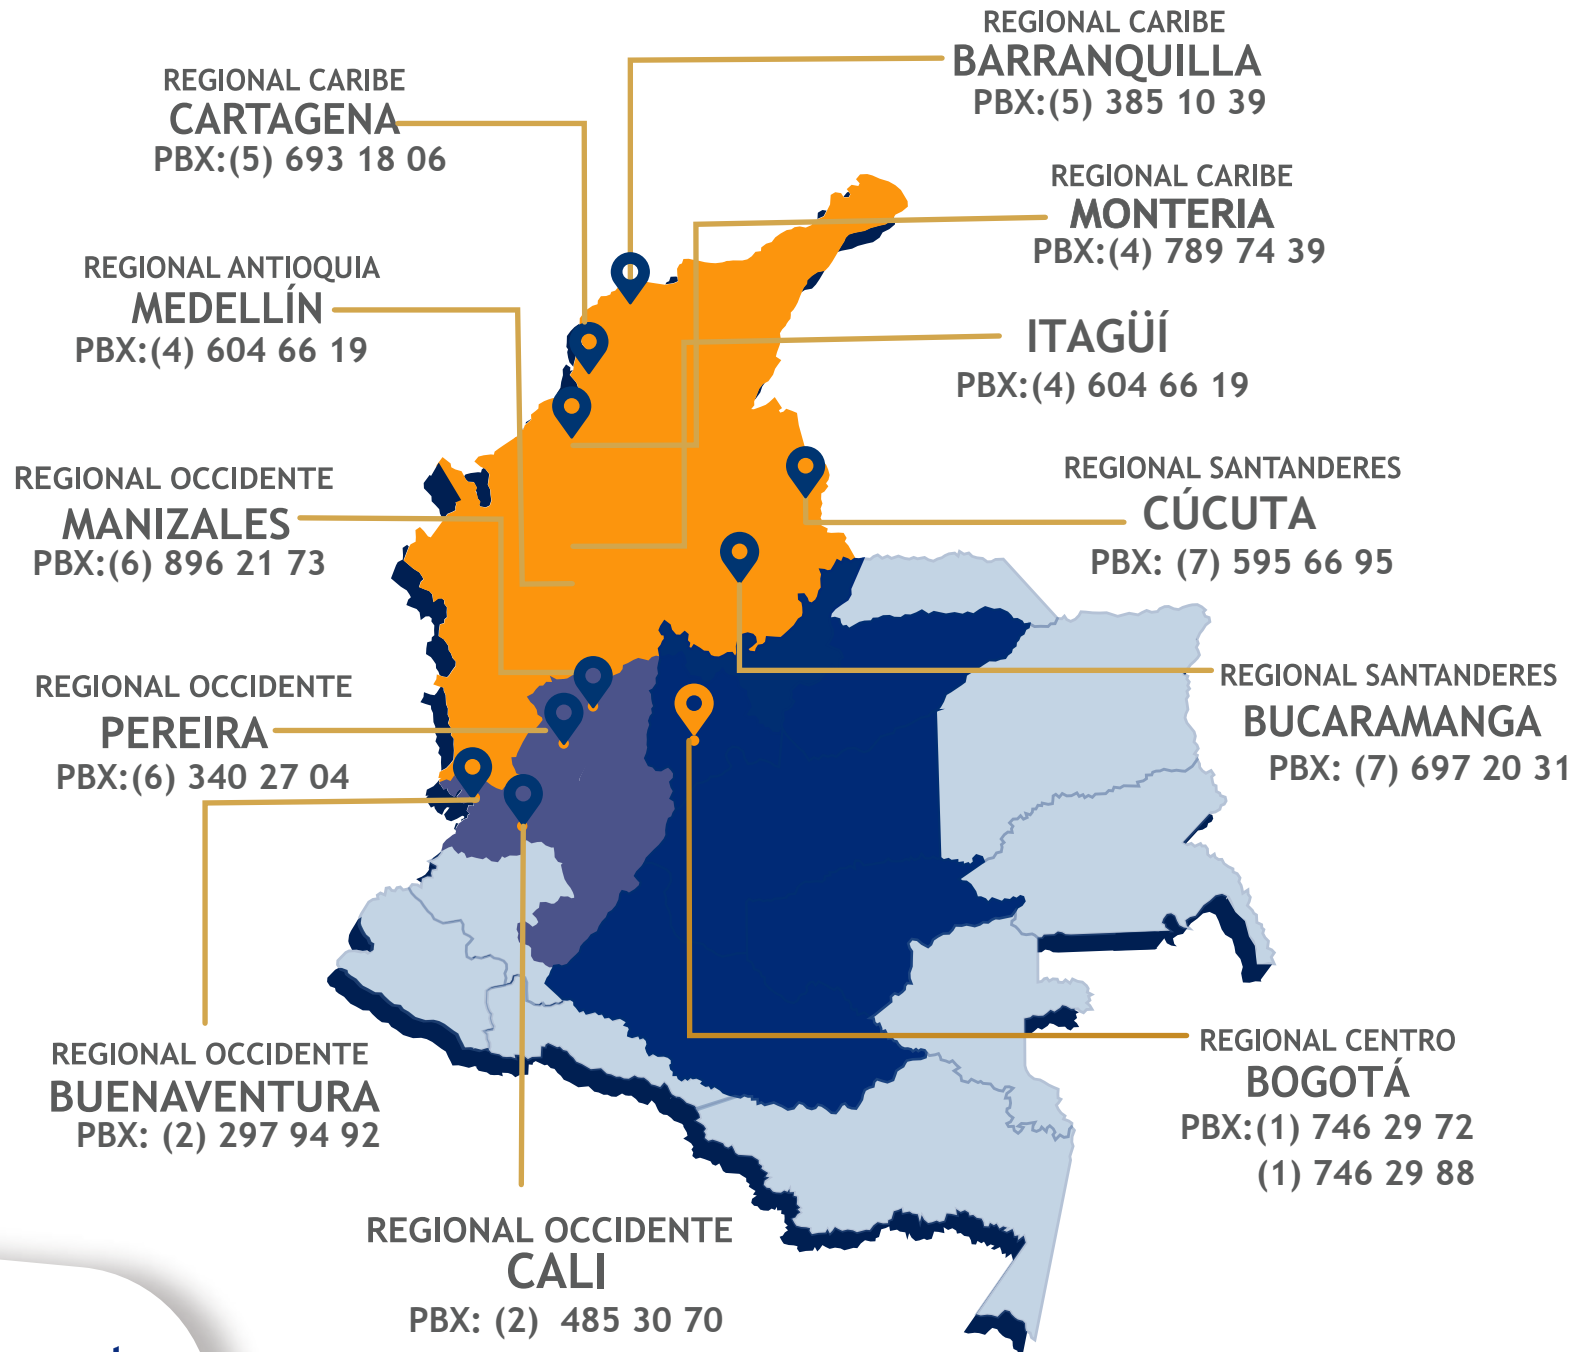 REGIONAL CARIBE
BARRANQUILLA
PBX:(5) 385 10 39
REGIONAL CARIBE
CARTAGENA
PBX:(5) 693 18 06
REGIONAL CARIBE
MONTERIA
PBX:(4) 789 74 39
REGIONAL ANTIOQUIA
MEDELLÍN
PBX:(4) 604 66 19
ITAGÜÍ
PBX:(4) 604 66 19
REGIONAL OCCIDENTE
MANIZALES
PBX:(6) 896 21 73
REGIONAL SANTANDERES
CÚCUTA
PBX: (7) 595 66 95
REGIONAL OCCIDENTE
PEREIRA
PBX:(6) 340 27 04
REGIONAL SANTANDERES
BUCARAMANGA
PBX: (7) 697 20 31
REGIONAL OCCIDENTE
BUENAVENTURA
PBX: (2) 297 94 92
REGIONAL CENTRO
BOGOTÁ
PBX:(1) 746 29 72
(1) 746 29 88
REGIONAL OCCIDENTE
CALI
PBX: (2) 485 30 70